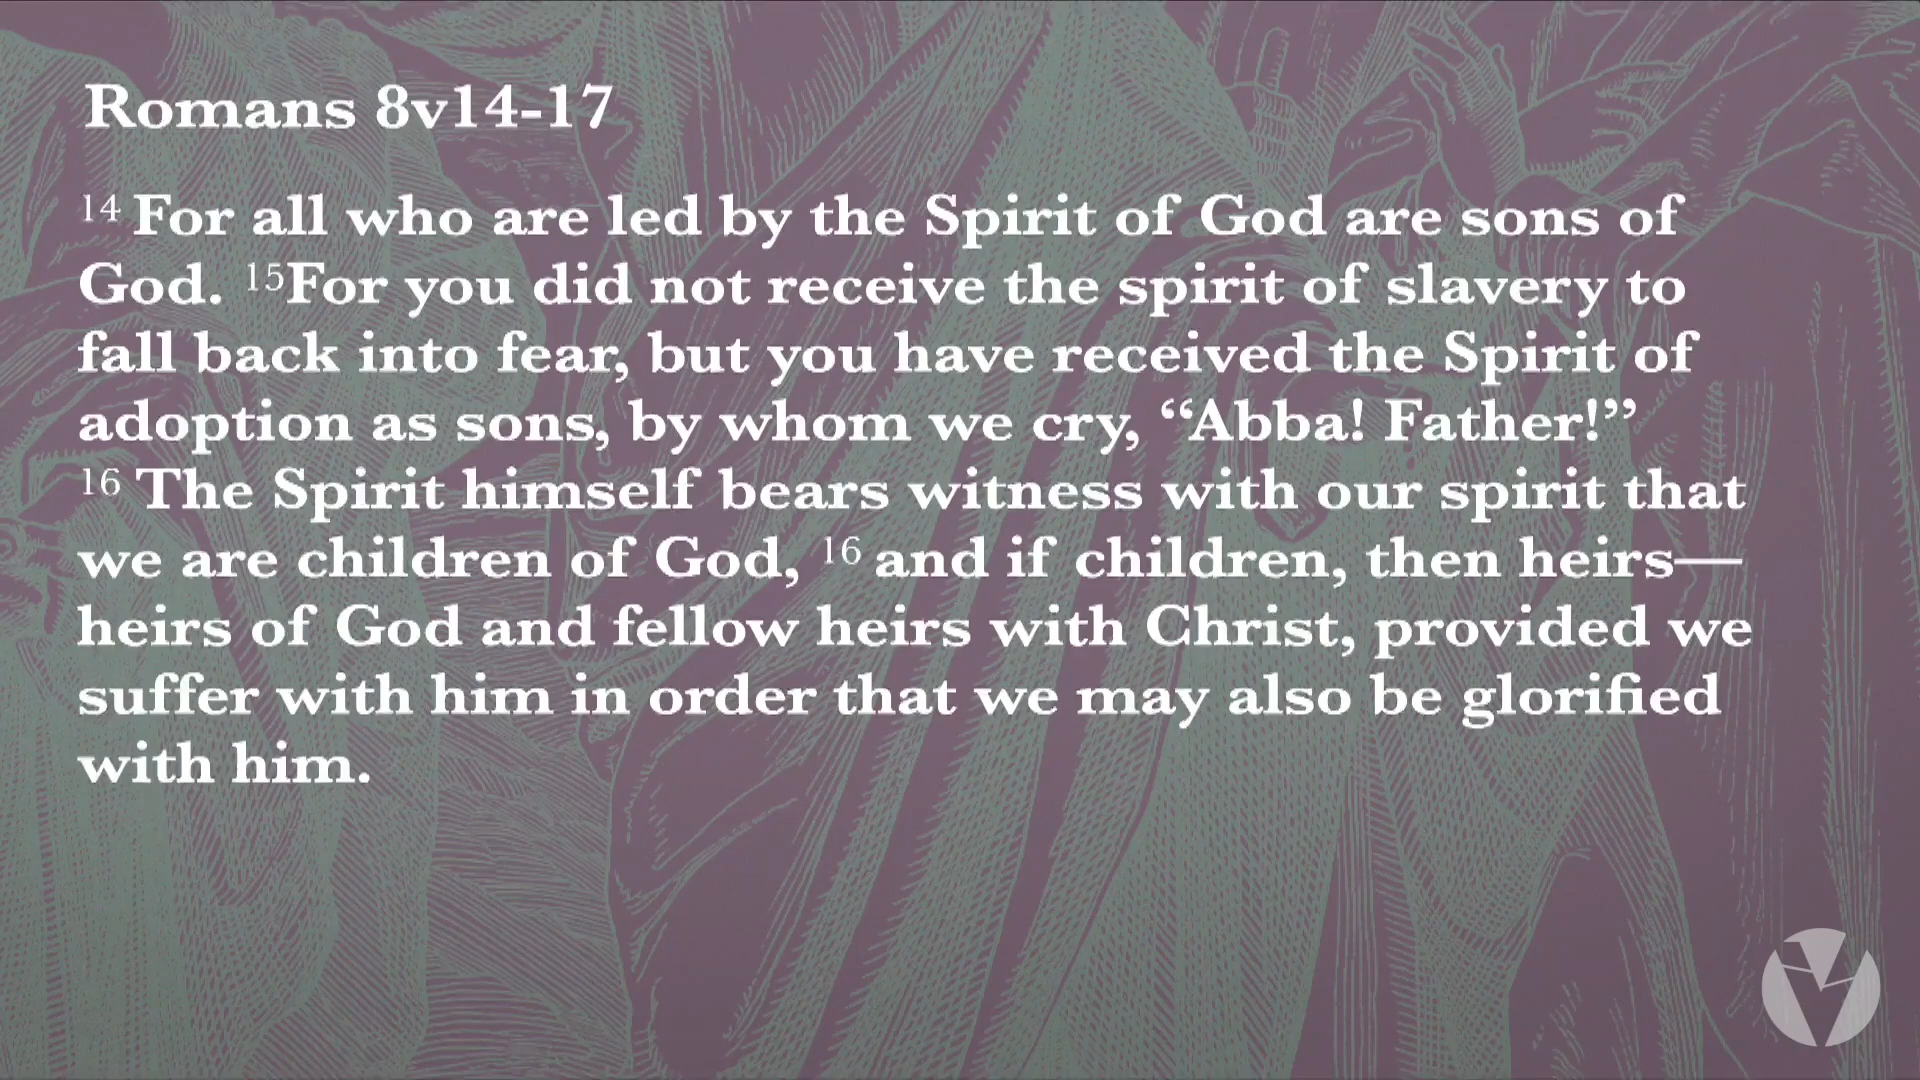 Romans 8v14-17
14 For all who are led by the Spirit of God are sons of
God. 15For you did not receive the spirit of slavery to
fall back into fear, but you have received the Spirit of
adoption as sons, by whom we cry, “Abba! Father!”
16 The Spirit himself bears witness with our spirit that
we are children of God, 16 and if children, then heirs—
heirs of God and fellow heirs with Christ, provided we
suffer with him in order that we may also be glorified
with him.